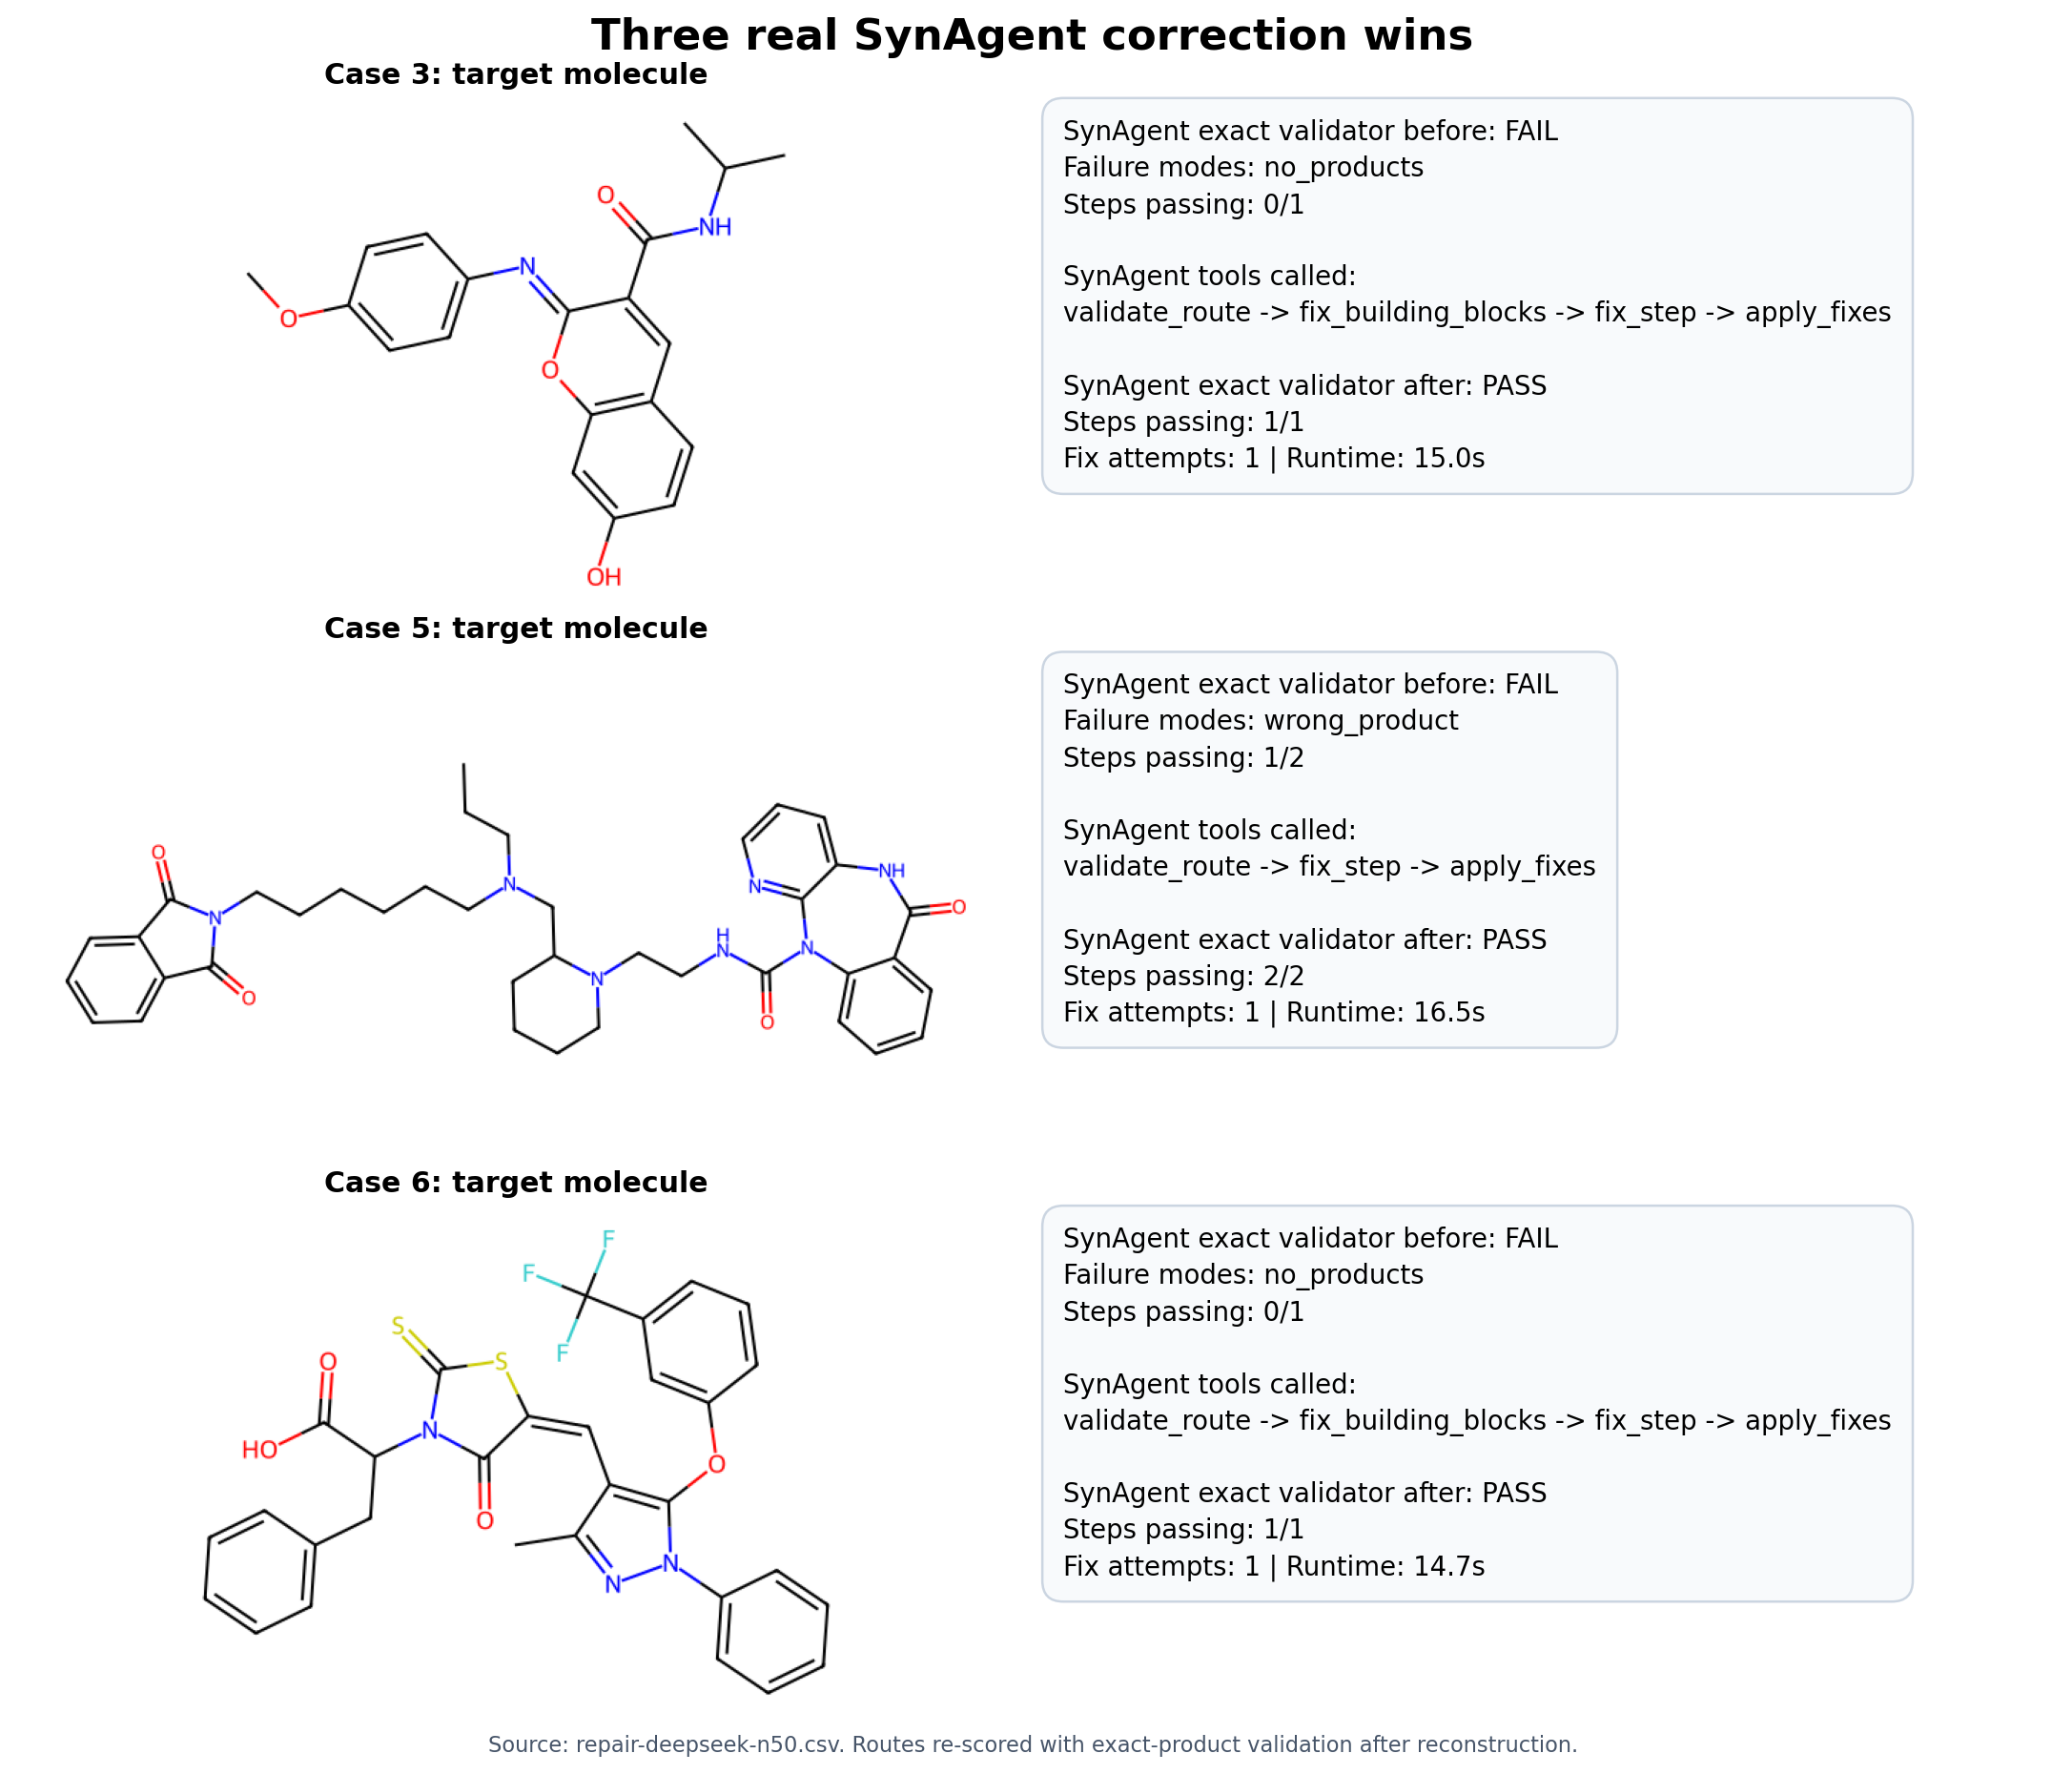 Three real SynAgent correction wins
Case 3: target molecule
O
NH
N
O
O
OH
SynAgent exact validator before: FAIL
Failure modes: no_products
Steps passing: 0/1
SynAgent tools called:
validate_route -> fix_building_blocks -> fix_step -> apply_fixes
SynAgent exact validator after: PASS
Steps passing: 1/1
Fix attempts: 1 | Runtime: 15.0s
Case 5: target molecule
O
N
O
N
N
H
N
O
N
N
NH
O
SynAgent exact validator before: FAIL
Failure modes: wrong_product
Steps passing: 1/2
SynAgent tools called:
validate_route -> fix_step -> apply_fixes
SynAgent exact validator after: PASS
Steps passing: 2/2
Fix attempts: 1 | Runtime: 16.5s
Case 6: target molecule
F
F
F
S
S
O
HO
N
O
O
N
N
SynAgent exact validator before: FAIL
Failure modes: no_products
Steps passing: 0/1
SynAgent tools called:
validate_route -> fix_building_blocks -> fix_step -> apply_fixes
SynAgent exact validator after: PASS
Steps passing: 1/1
Fix attempts: 1 | Runtime: 14.7s
Source: repair-deepseek-n50.csv. Routes re-scored with exact-product validation after reconstruction.